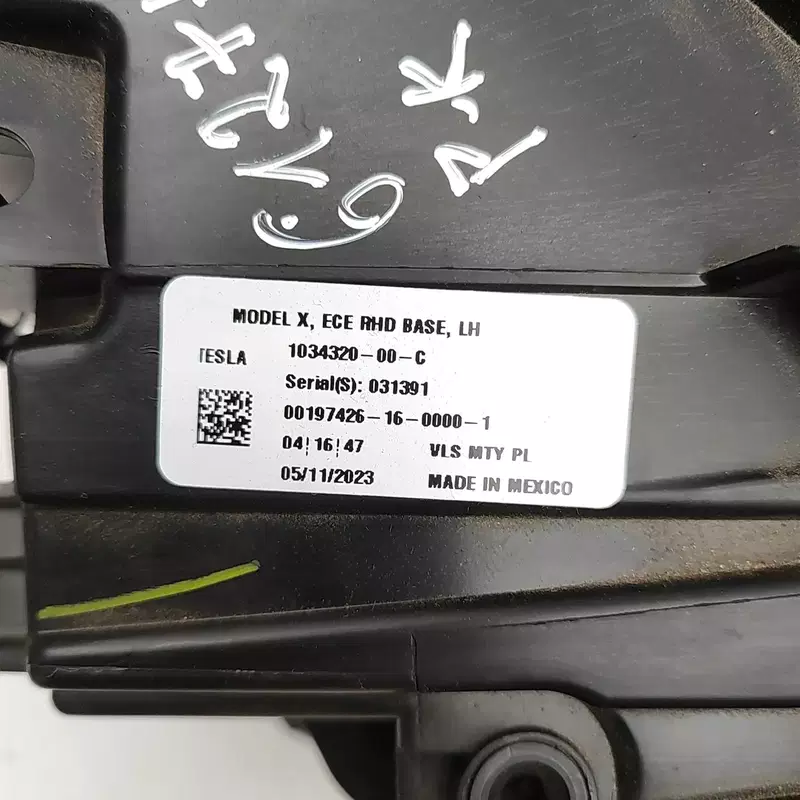 MODEL X, ECE RHD BASE, LH
TESLA 1034320-00-C
Serial(S): 031391
00197426-16-0000-1
04:16:47 VLS MTY PL
05/11/2023 MADE IN MEXICO